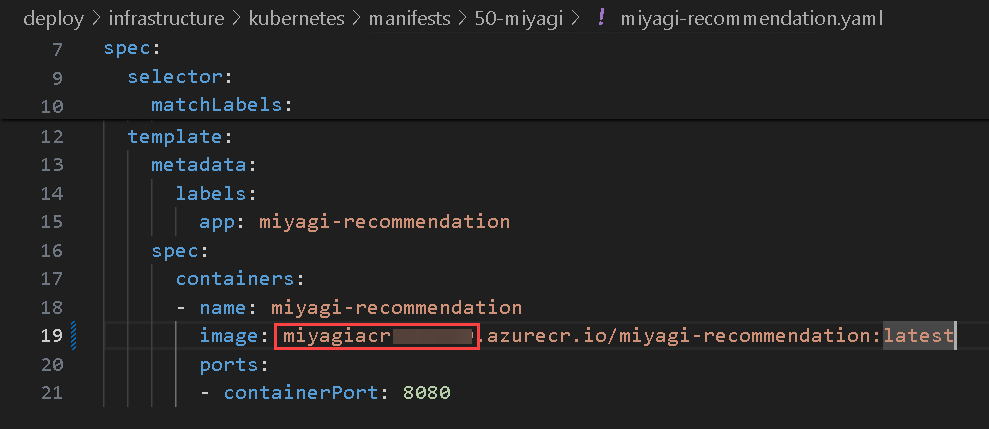 deploy > infrastructure > kubernetes > manifests > 50-miyagi > ! miyagi-recommendation.yaml
7 spec:
9 selector:
10 matchLabels:
12 template:
13 metadata:
14 labels:
15 app: miyagi-recommendation
16 spec:
17 containers:
18 - name: miyagi-recommendation
19 image: miyagiacr .azurecr.io/miyagi-recommendation:latest
20 ports:
21 - containerPort: 8080